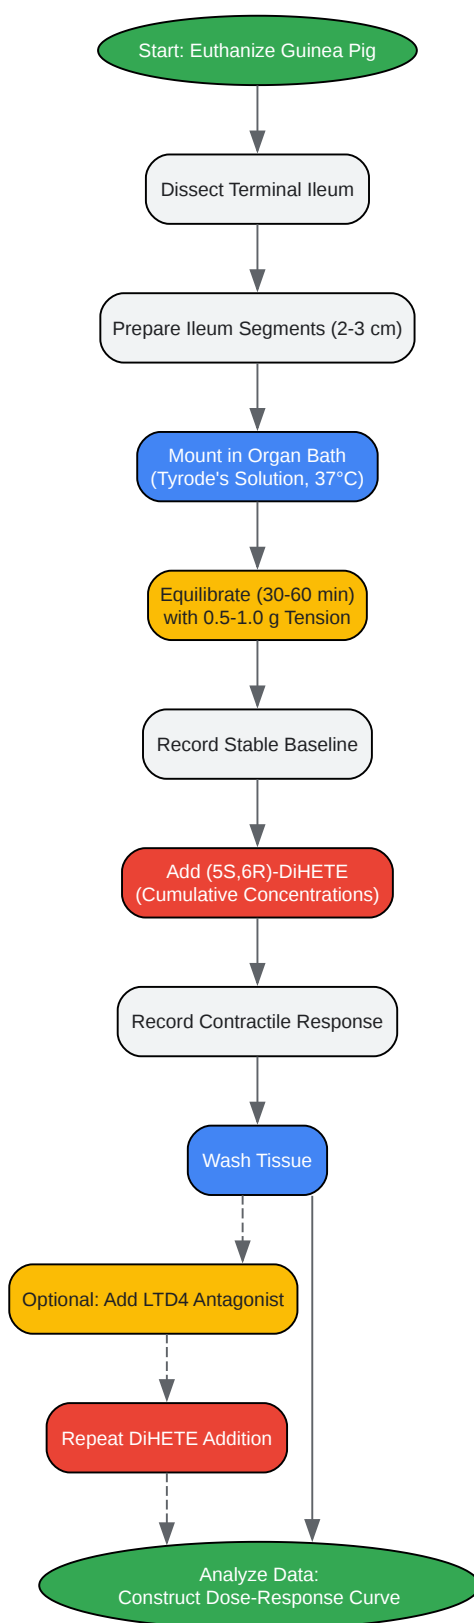 Start: Euthanize Guinea Pig
Dissect Terminal Ileum
Prepare Ileum Segments (2-3 cm)
Mount in Organ Bath
(Tyrode's Solution, 37°C)
Equilibrate (30-60 min)
with 0.5-1.0 g Tension
Record Stable Baseline
Add (5S,6R)-DiHETE
(Cumulative Concentrations)
Record Contractile Response
Wash Tissue
Optional: Add LTD4 Antagonist
Repeat DiHETE Addition
Analyze Data:
Construct Dose-Response Curve